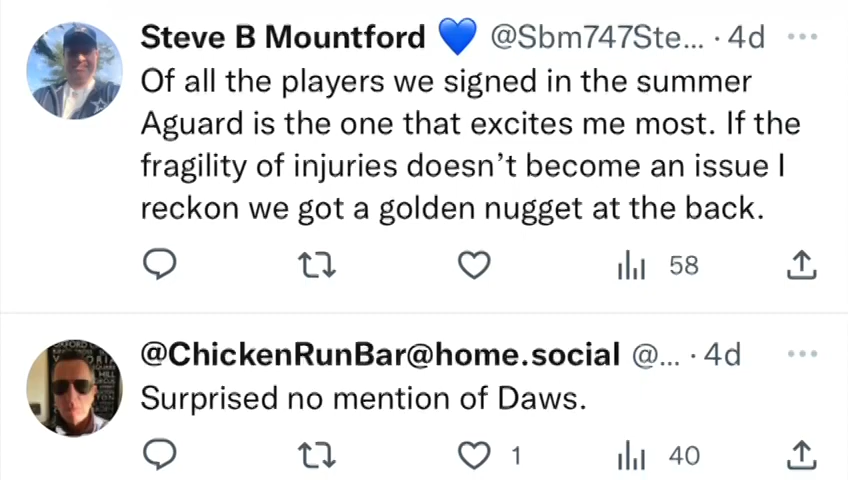 Steve B Mountford 💙 @Sbm747Ste... · 4d
Of all the players we signed in the summer
Aguard is the one that excites me most. If the
fragility of injuries doesn't become an issue I
reckon we got a golden nugget at the back.
58
@ChickenRunBar@home.social @... · 4d
Surprised no mention of Daws.
1 40